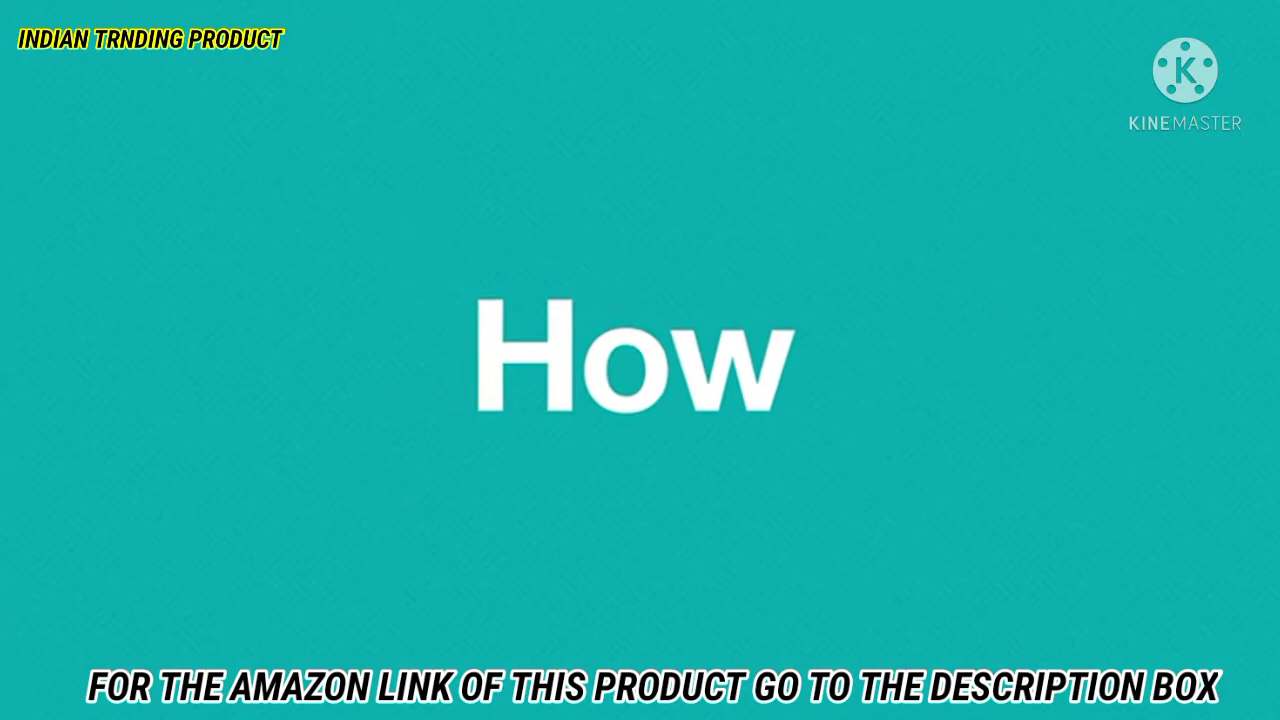 INDIAN TRNDING PRODUCT
K
KINEMASTER
How
FOR THE AMAZON LINK OF THIS PRODUCT GO TO THE DESCRIPTION BOX